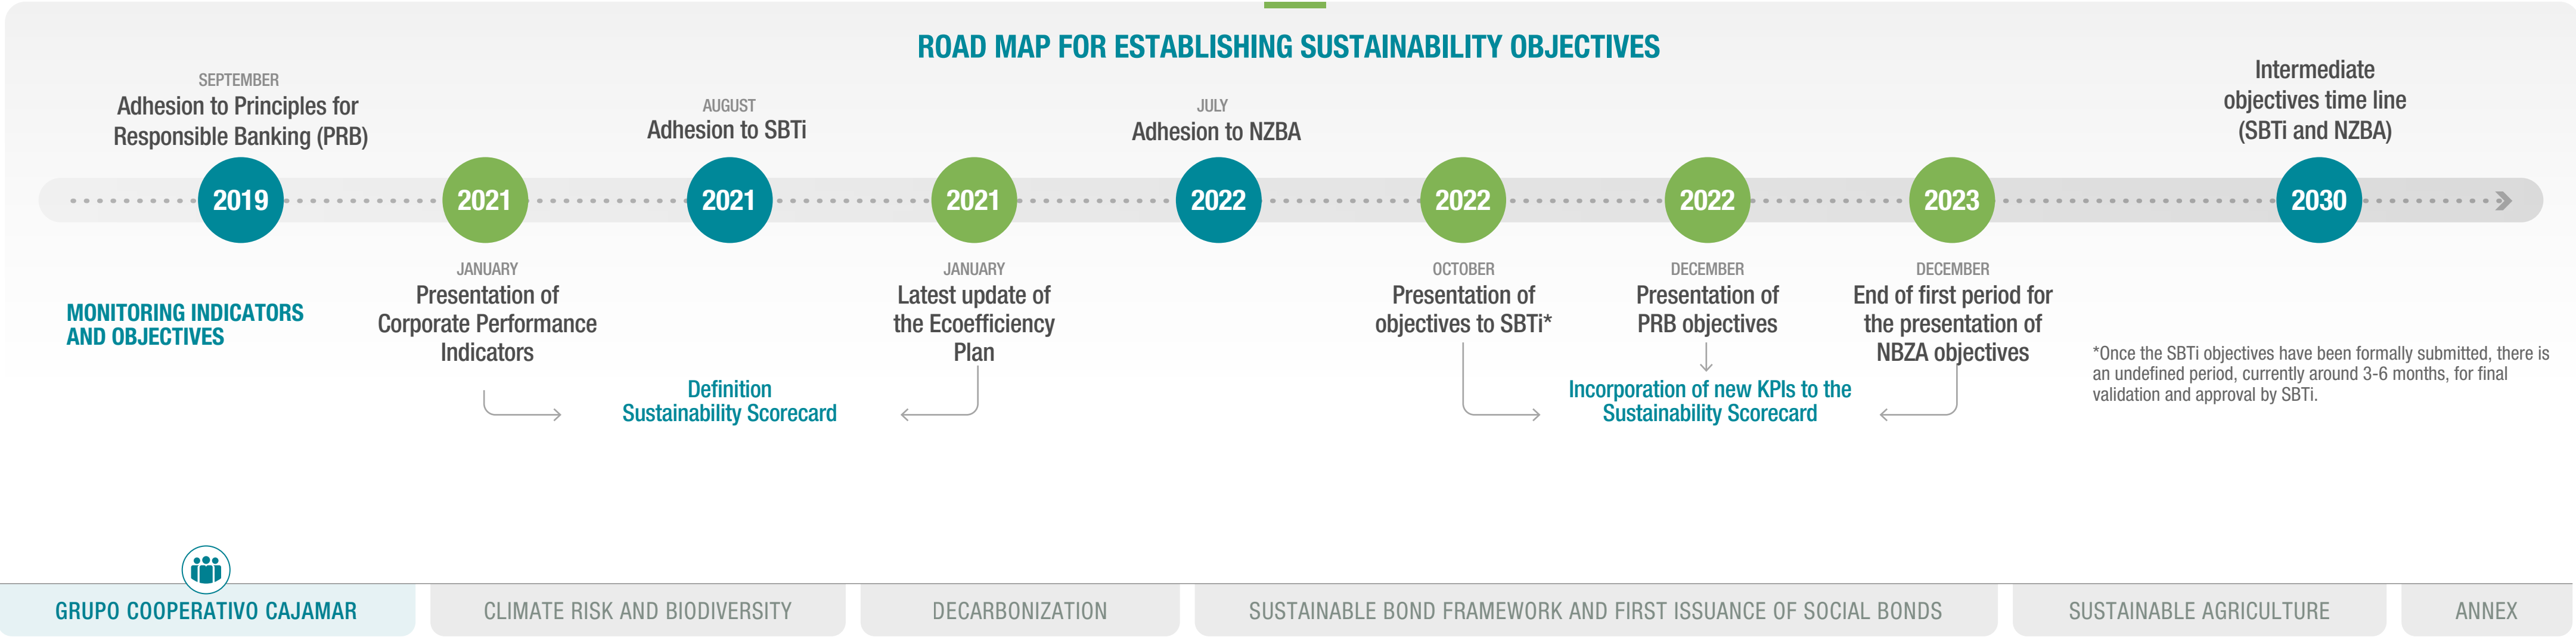 ROAD MAP FOR ESTABLISHING SUSTAINABILITY OBJECTIVES
SEPTEMBER
Adhesion to Principles for
Responsible Banking (PRB)
2019
2021
JANUARY
Presentation of
Corporate Performance
Indicators
AUGUST
Adhesion to SBTi
2021
2021
JANUARY
Latest update of
the Ecoefficiency
Plan
JULY
Adhesion to NZBA
2022
2022
OCTOBER
Presentation of
objectives to SBTi*
2022
DECEMBER
Presentation of
PRB objectives
2023
DECEMBER
End of first period for
the presentation of
NBZA objectives
Intermediate
objectives time line
(SBTi and NZBA)
2030
MONITORING INDICATORS
AND OBJECTIVES
Definition
Sustainability Scorecard
Incorporation of new KPIs to the
Sustainability Scorecard
*Once the SBTi objectives have been formally submitted, there is
an undefined period, currently around 3-6 months, for final
validation and approval by SBTi.
GRUPO COOPERATIVO CAJAMAR
CLIMATE RISK AND BIODIVERSITY
DECARBONIZATION
SUSTAINABLE BOND FRAMEWORK AND FIRST ISSUANCE OF SOCIAL BONDS
SUSTAINABLE AGRICULTURE
ANNEX